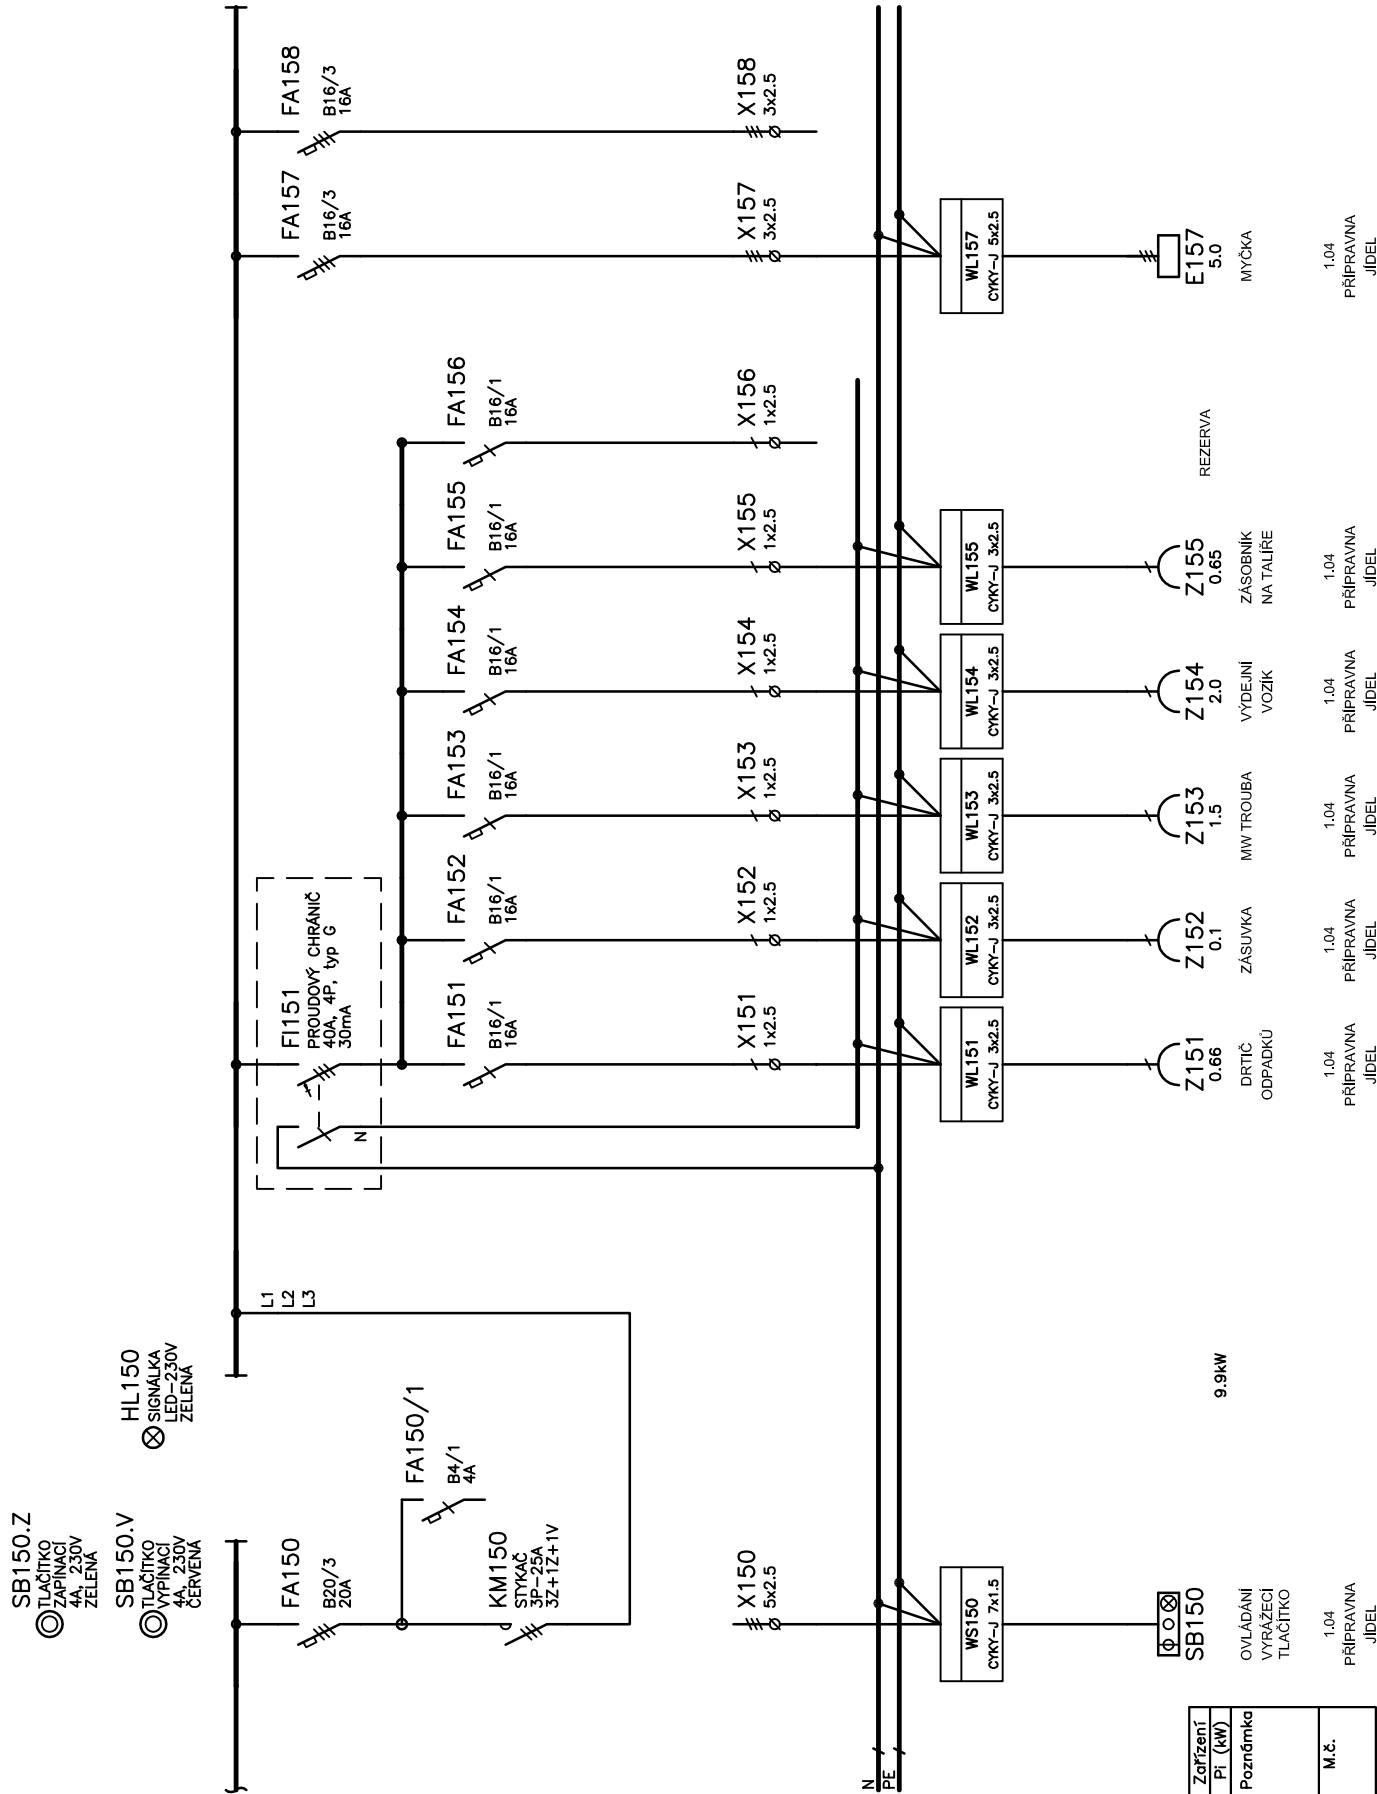 SB150.Z
TLAČÍTKO
ZAPÍNACÍ
4A, 230V
ZELENÁ
SB150.V
TLAČÍTKO
VYPÍNACÍ
4A, 230V
ČERVENÁ
HL150
SIGNÁLKA
LED-230V
ZELENÁ
FA150
B20/3
20A
FA150/1
B4/1
4A
KM150
STYKAČ
3P-25A
3Z+1Z+1V
L1
L2
L3
FI151
PROUDOVÝ CHRÁNIČ
40A, 4P, typ G
30mA
N
FA151
B16/1
16A
FA152
B16/1
16A
FA153
B16/1
16A
FA154
B16/1
16A
FA155
B16/1
16A
FA156
B16/1
16A
FA157
B16/3
16A
FA158
B16/3
16A
X150
5x2.5
X151
1x2.5
X152
1x2.5
X153
1x2.5
X154
1x2.5
X155
1x2.5
X156
1x2.5
X157
3x2.5
X158
3x2.5
N
PE
WS150
CYKY-J 7x1.5
WL151
CYKY-J 3x2.5
WL152
CYKY-J 3x2.5
WL153
CYKY-J 3x2.5
WL154
CYKY-J 3x2.5
WL155
CYKY-J 3x2.5
WL157
CYKY-J 5x2.5
Zařízení
Pi (kW)
Poznámka
M.č.
SB150
OVLÁDÁNÍ
VYRÁŽECÍ
TLAČÍTKO
1.04
PŘÍPRAVNA
JÍDEL
9.9kW
Z151
0.66
DRTIČ
ODPADKŮ
1.04
PŘÍPRAVNA
JÍDEL
Z152
0.1
ZÁSUVKA
1.04
PŘÍPRAVNA
JÍDEL
Z153
1.5
MW TROUBA
1.04
PŘÍPRAVNA
JÍDEL
Z154
2.0
VÝDEJNÍ
VOZÍK
1.04
PŘÍPRAVNA
JÍDEL
Z155
0.65
ZÁSOBNÍK
NA TALÍŘE
1.04
PŘÍPRAVNA
JÍDEL
REZERVA
E157
5.0
MYČKA
1.04
PŘÍPRAVNA
JÍDEL